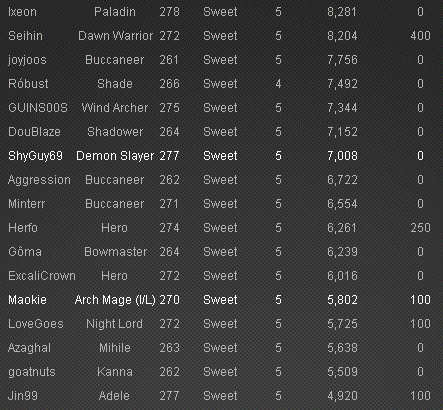 Ixeon Paladin 278 Sweet 5 8,281 0
Seihin Dawn Warrior 272 Sweet 5 8,204 400
joyjoos Buccaneer 261 Sweet 5 7,756 0
Róbust Shade 266 Sweet 4 7,492 0
GUINS00S Wind Archer 275 Sweet 5 7,344 0
DouBlaze Shadower 264 Sweet 5 7,152 0
ShyGuy69 Demon Slayer 277 Sweet 5 7,008 0
Aggression Buccaneer 262 Sweet 5 6,722 0
Minterr Buccaneer 271 Sweet 5 6,554 0
Herfo Hero 274 Sweet 5 6,261 250
Gôma Bowmaster 264 Sweet 5 6,239 0
ExcaliCrown Hero 272 Sweet 5 6,016 0
Maokie Arch Mage (I/L) 270 Sweet 5 5,802 100
LoveGoes Night Lord 272 Sweet 5 5,725 100
Azaghal Mihile 263 Sweet 5 5,638 0
goatnuts Kanna 262 Sweet 5 5,509 0
Jin99 Adele 277 Sweet 5 4,920 100